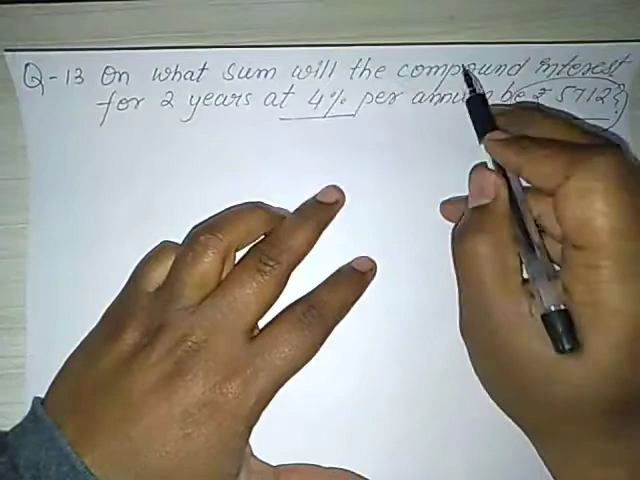 Q-13 On what sum will the compound interest
for 2 years at 4% per annum be ₹ 5712?